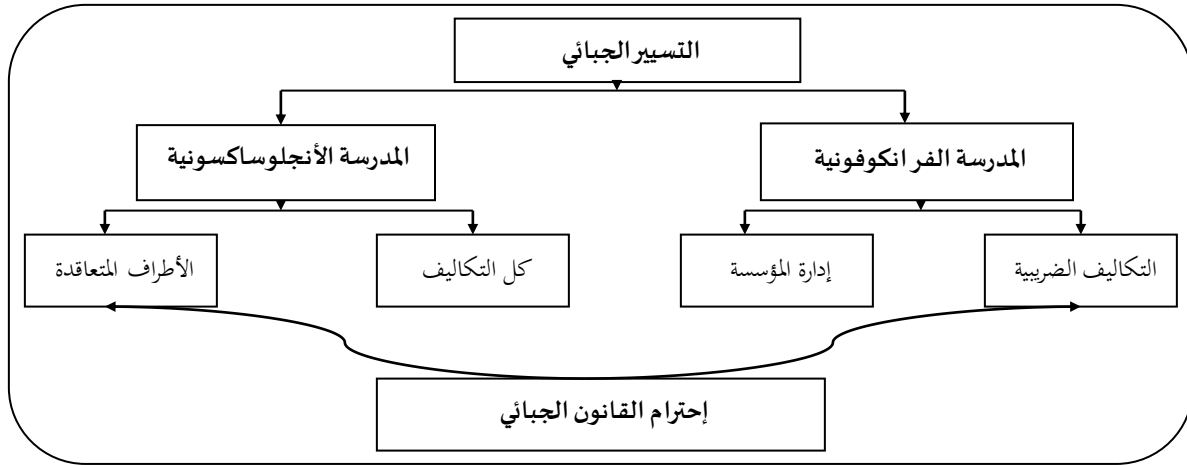 التسيير الجبائي
المدرسة الفرانكوفونية
المدرسة الأنجلوساكسونية
التكاليف الضريبية
إدارة المؤسسة
كل التكاليف
الأطراف المتعاقدة
إحترام القانون الجبائي